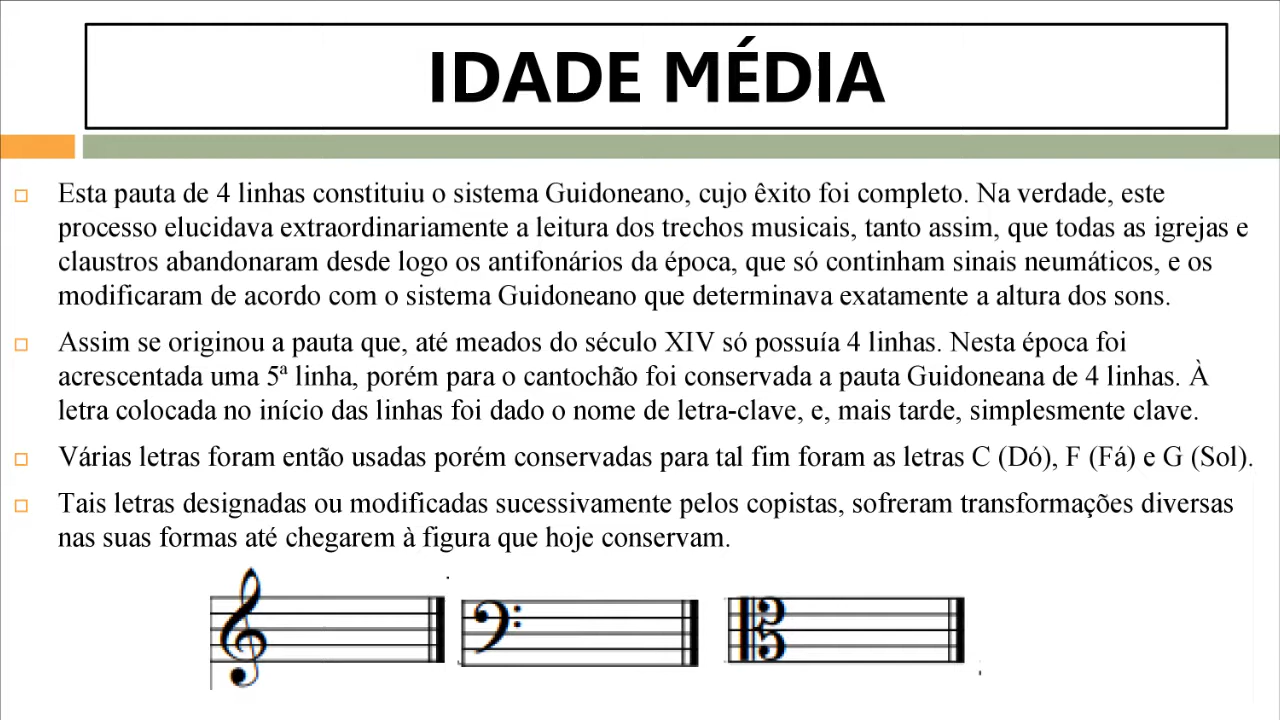 IDADE MÉDIA
Esta pauta de 4 linhas constituiu o sistema Guidoneano, cujo êxito foi completo. Na verdade, este
processo elucidava extraordinariamente a leitura dos trechos musicais, tanto assim, que todas as igrejas e
claustros abandonaram desde logo os antifonários da época, que só continham sinais neumáticos, e os
modificaram de acordo com o sistema Guidoneano que determinava exatamente a altura dos sons.
Assim se originou a pauta que, até meados do século XIV só possuía 4 linhas. Nesta época foi
acrescentada uma 5ª linha, porém para o cantochão foi conservada a pauta Guidoneana de 4 linhas. À
letra colocada no início das linhas foi dado o nome de letra-clave, e, mais tarde, simplesmente clave.
Várias letras foram então usadas porém conservadas para tal fim foram as letras C (Dó), F (Fá) e G (Sol).
Tais letras designadas ou modificadas sucessivamente pelos copistas, sofreram transformações diversas
nas suas formas até chegarem à figura que hoje conservam.